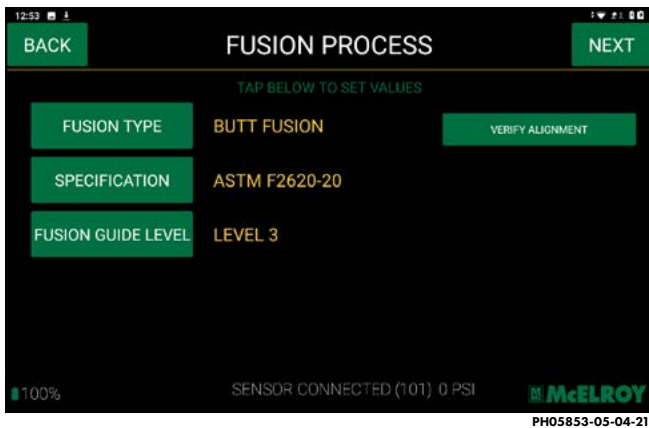 12:53
BACK FUSION PROCESS NEXT
TAP BELOW TO SET VALUES
FUSION TYPE BUTT FUSION VERIFY ALIGNMENT
SPECIFICATION ASTM F2620-20
FUSION GUIDE LEVEL LEVEL 3
100% SENSOR CONNECTED (101) 0 PSI McELROY
PH05853-05-04-21